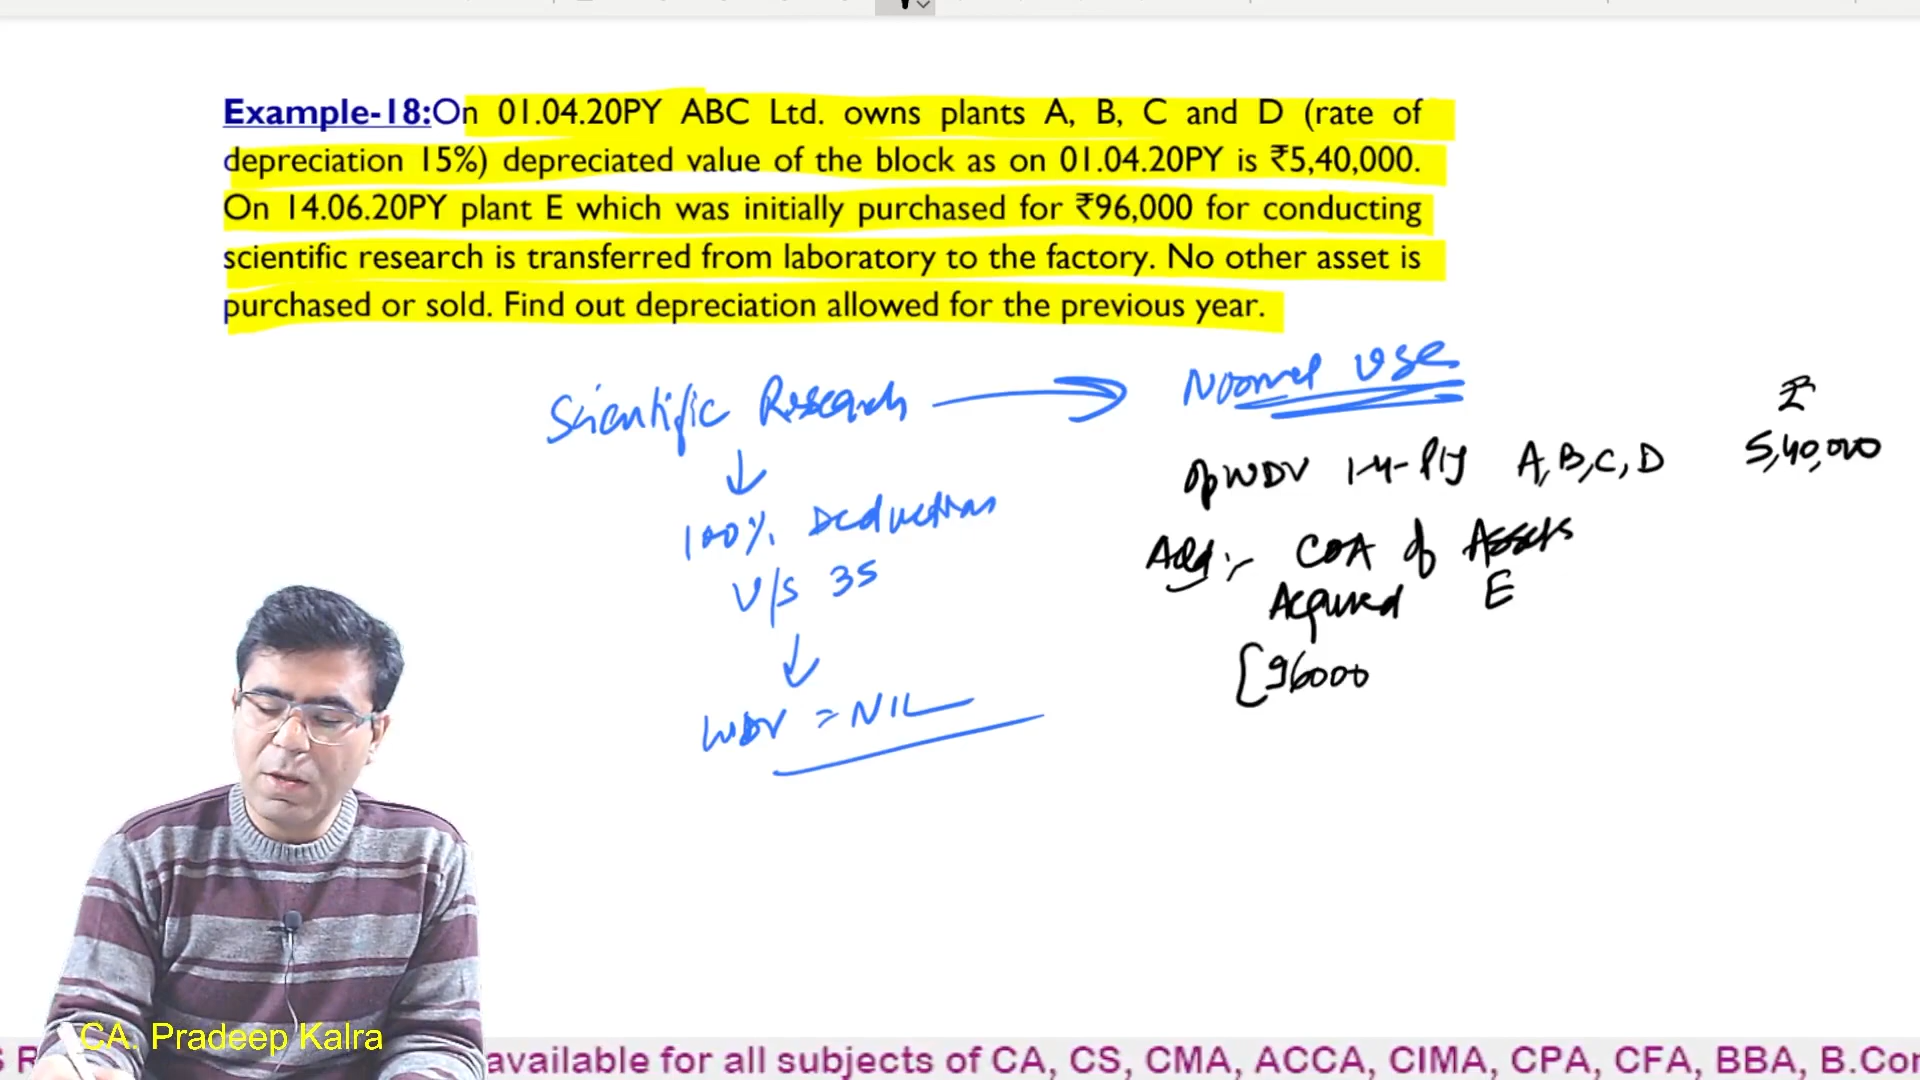 Example-18:On 01.04.20PY ABC Ltd. owns plants A, B, C and D (rate of
depreciation 15%) depreciated value of the block as on 01.04.20PY is ₹5,40,000.
On 14.06.20PY plant E which was initially purchased for ₹96,000 for conducting
scientific research is transferred from laboratory to the factory. No other asset is
purchased or sold. Find out depreciation allowed for the previous year.
Scientific Research → Normal use
↓
100% Deduction
U/s 35
↓
WDV = NIL
₹
Op WDV 1-4-PY A, B, C, D 5,40,000
Add:- COA of Assets
Acquired E
[96000
CA. Pradeep Kalra
available for all subjects of CA, CS, CMA, ACCA, CIMA, CPA, CFA, BBA, B.Com